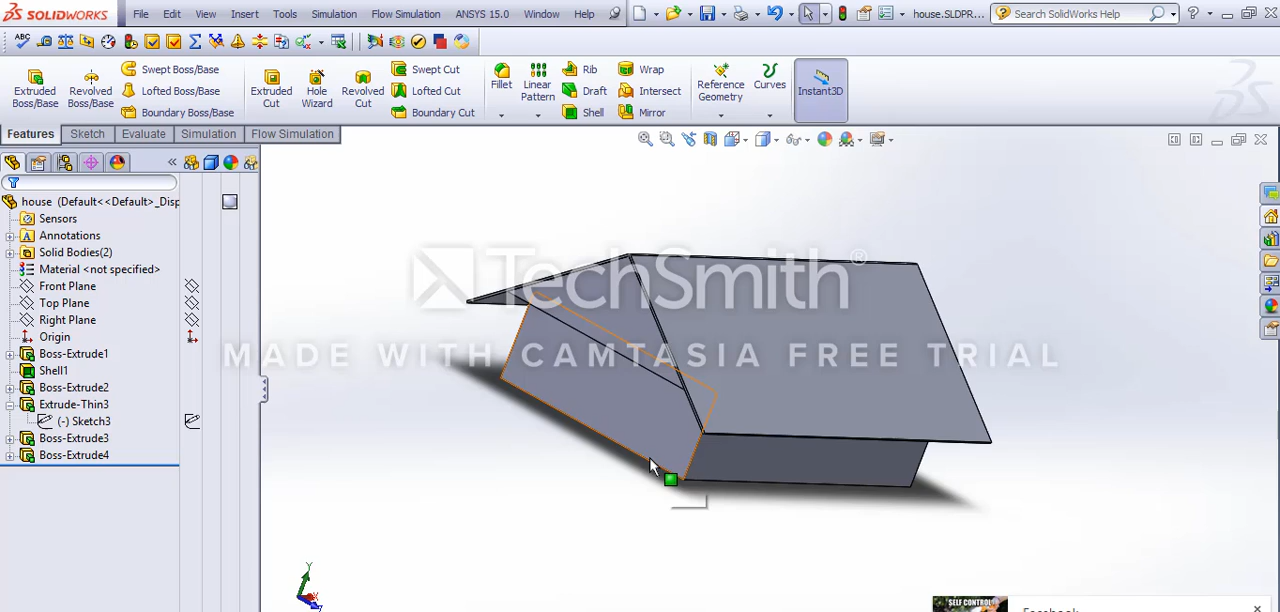 SOLIDWORKS File Edit View Insert Tools Simulation Flow Simulation ANSYS 15.0 Window Help house.SLDPR... Search SolidWorks Help
ABC
Extruded Boss/Base
Revolved Boss/Base
Swept Boss/Base
Lofted Boss/Base
Boundary Boss/Base
Extruded Cut
Hole Wizard
Revolved Cut
Swept Cut
Lofted Cut
Boundary Cut
Fillet
Linear Pattern
Rib
Draft
Shell
Wrap
Intersect
Mirror
Reference Geometry
Curves
Instant3D
Features Sketch Evaluate Simulation Flow Simulation
house (Default<<Default>_Disp
Sensors
Annotations
Solid Bodies(2)
Material <not specified>
Front Plane
Top Plane
Right Plane
Origin
Boss-Extrude1
Shell1
Boss-Extrude2
Extrude-Thin3
(-) Sketch3
Boss-Extrude3
Boss-Extrude4
TechSmith®
MADE WITH CAMTASIA FREE TRIAL
Y
SELF CONTROL
Facebook